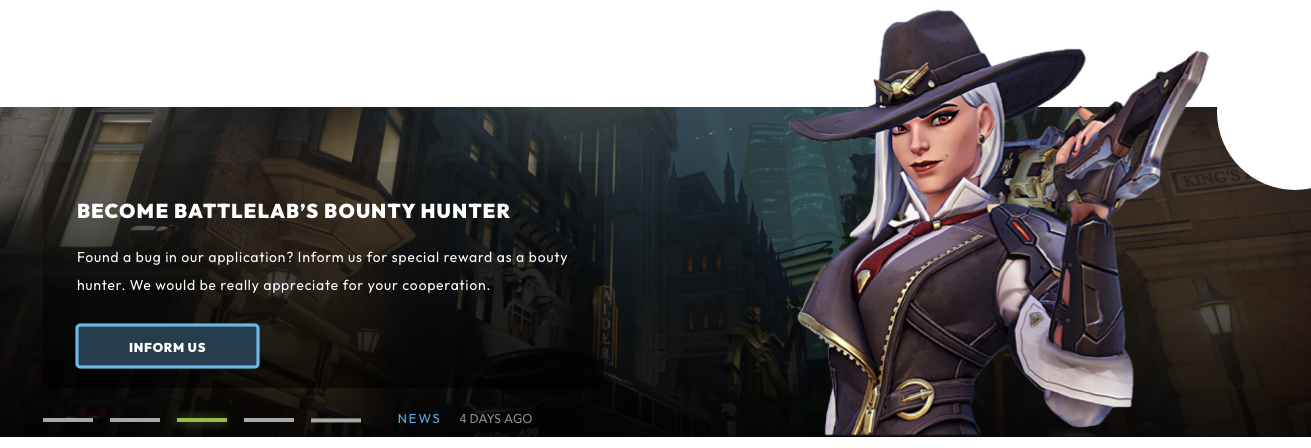 BECOME BATTLELAB’S BOUNTY HUNTER
Found a bug in our application? Inform us for special reward as a bouty
hunter. We would be really appreciate for your cooperation.
INFORM US
NEWS 4 DAYS AGO
KING'S
ALDER